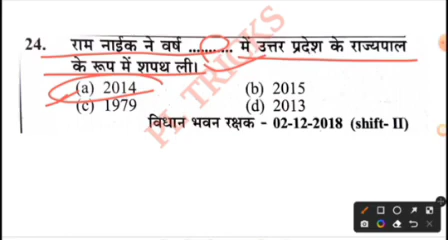 24. राम नाईक ने वर्ष .......... में उत्तर प्रदेश के राज्यपाल
के रूप में शपथ ली।
(a) 2014 (b) 2015
(c) 1979 (d) 2013
विधान भवन रक्षक - 02-12-2018 (shift- II)